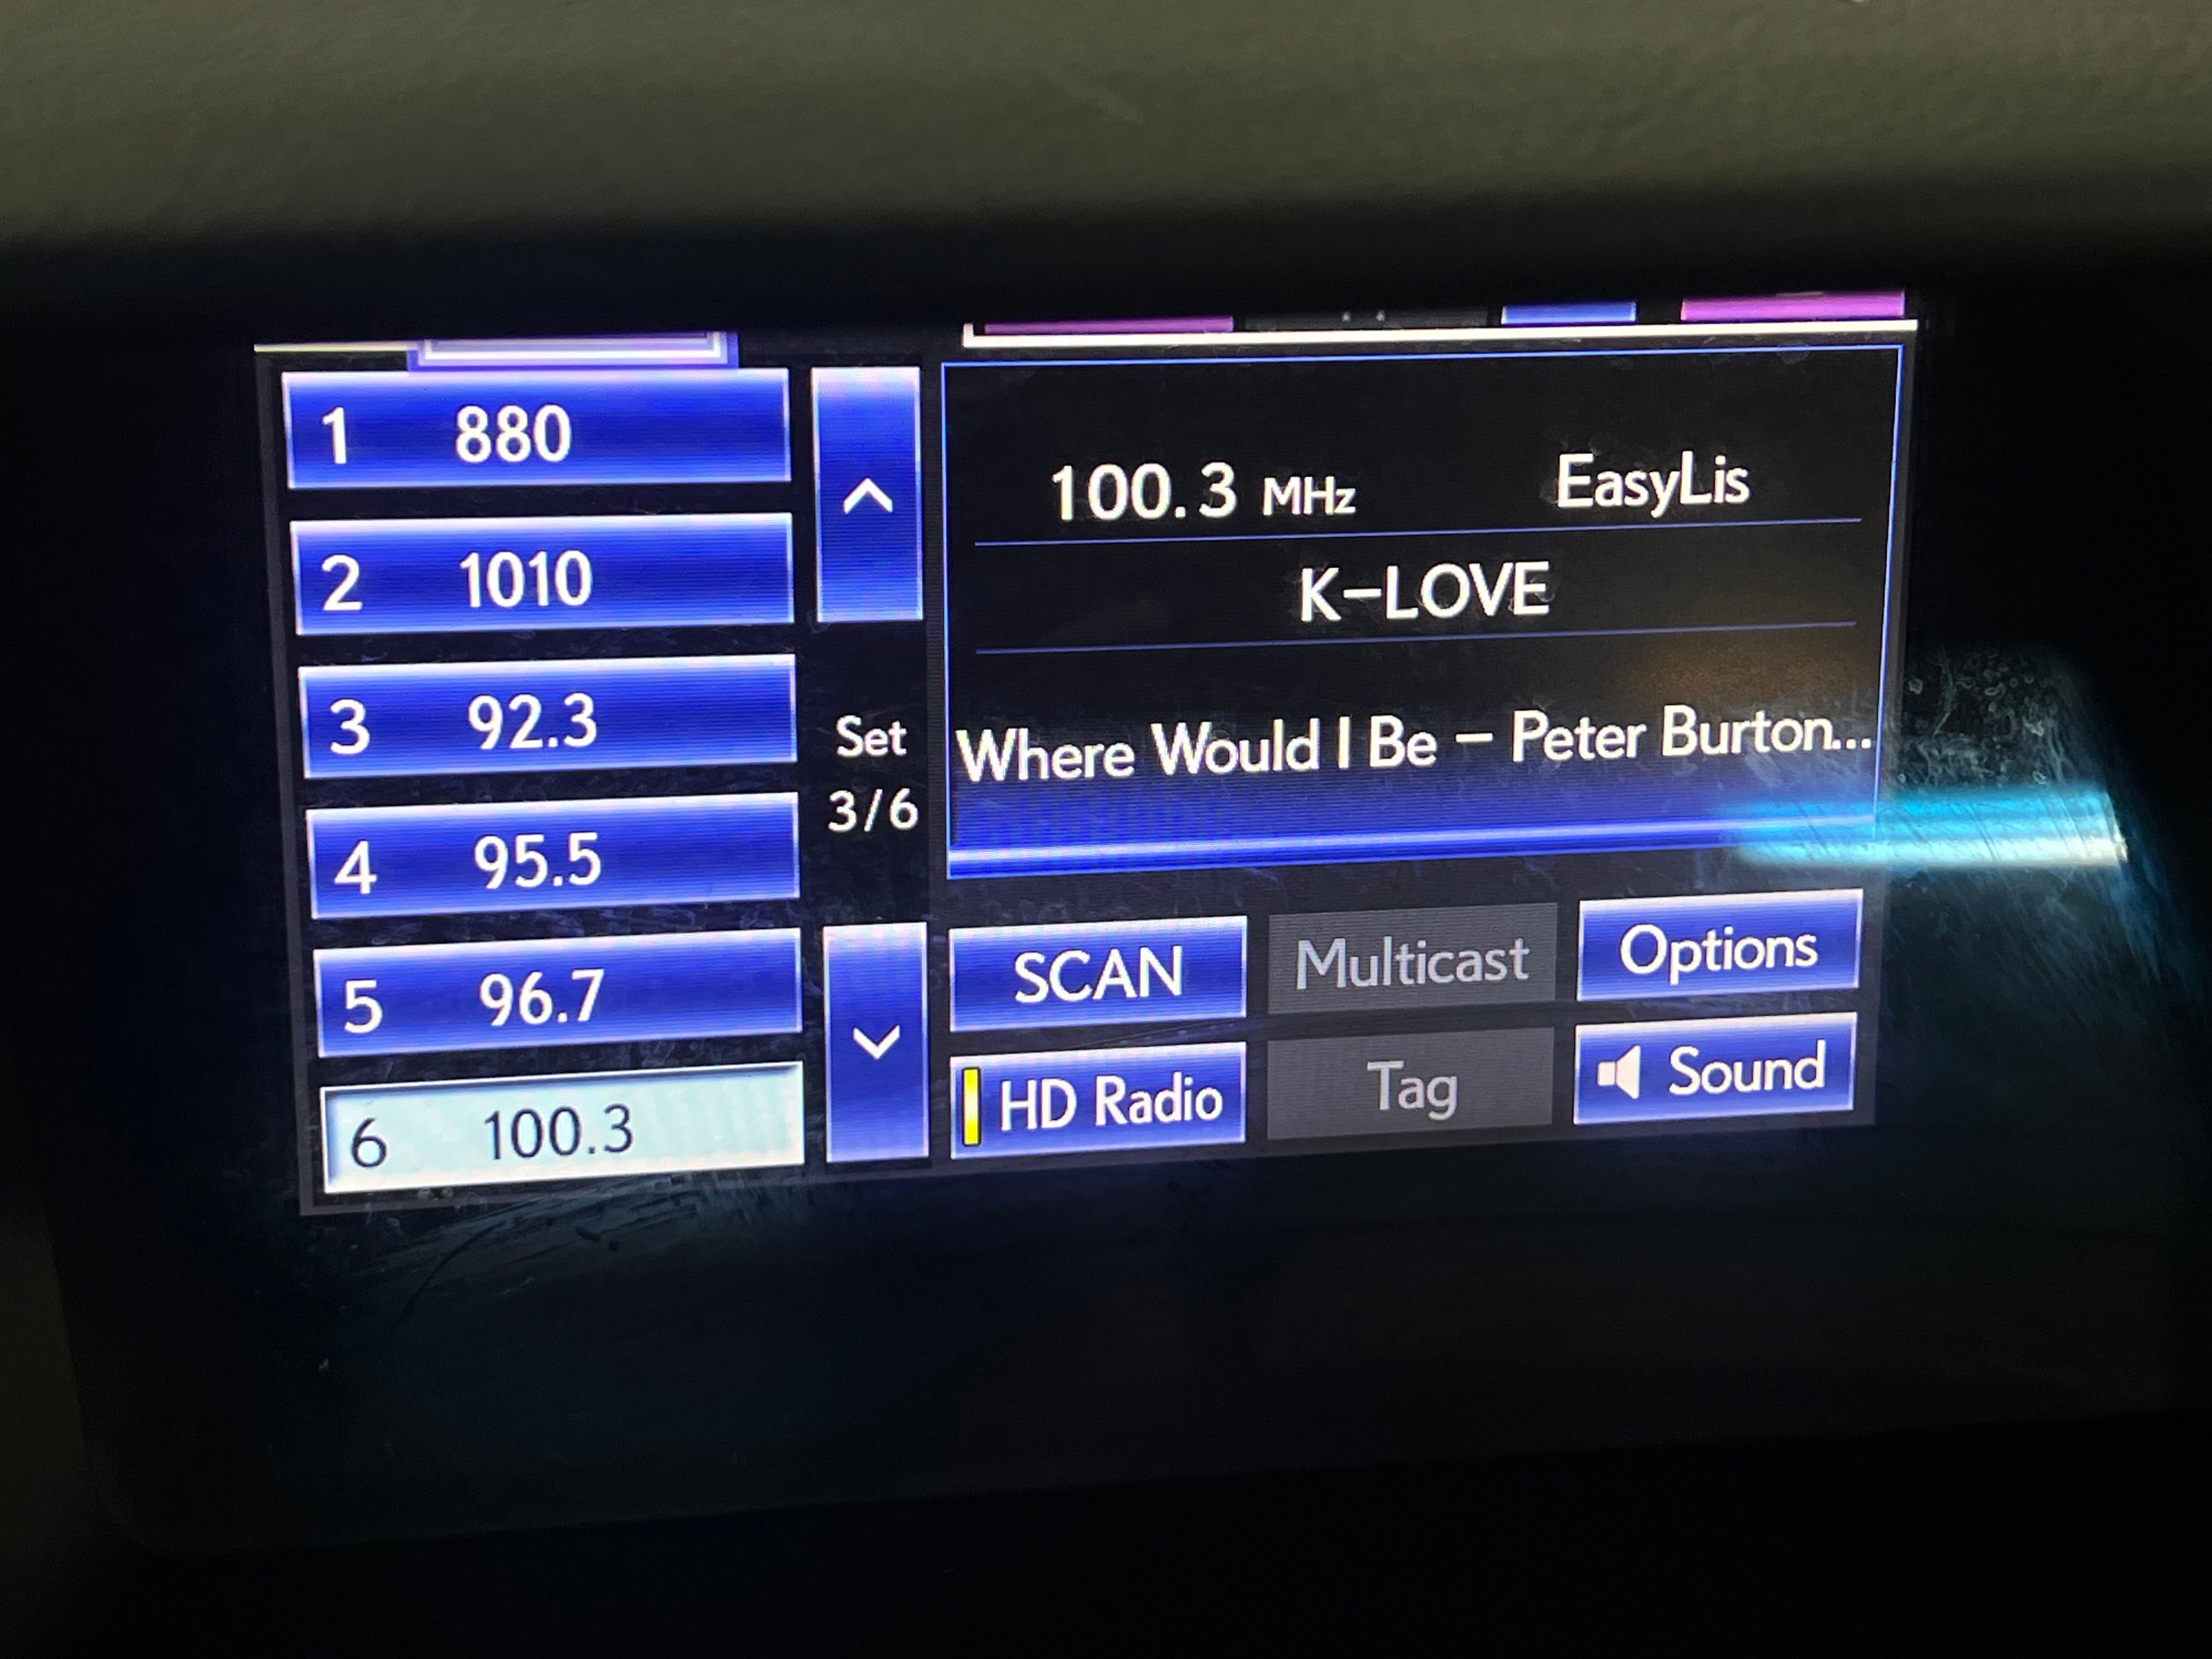 1 880
2 1010
3 92.3
4 95.5
5 96.7
6 100.3
Set
3/6
100.3 MHz EasyLis
K-LOVE
Where Would I Be - Peter Burton...
SCAN Multicast Options
HD Radio Tag Sound